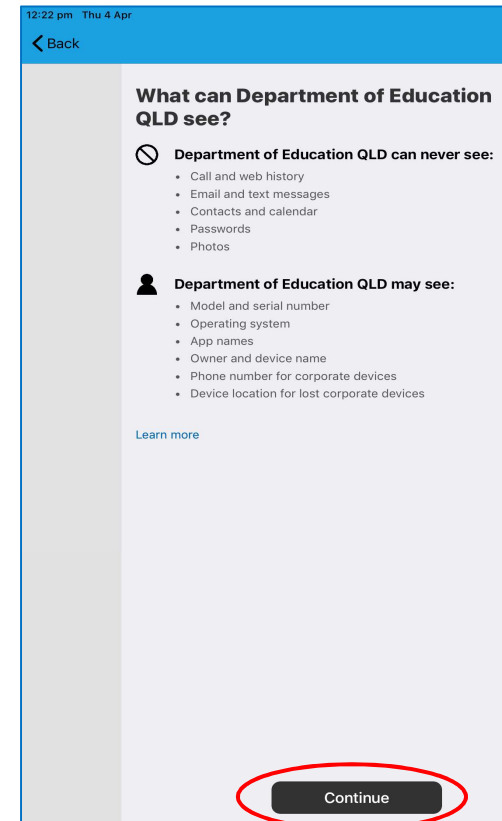 12:22 pm Thu 4 Apr
Back
What can Department of Education
QLD see?
Department of Education QLD can never see:
• Call and web history
• Email and text messages
• Contacts and calendar
• Passwords
• Photos
Department of Education QLD may see:
• Model and serial number
• Operating system
• App names
• Owner and device name
• Phone number for corporate devices
• Device location for lost corporate devices
Learn more
Continue